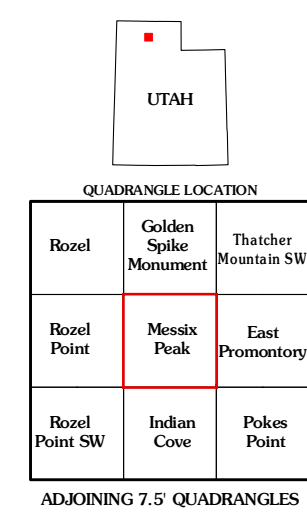 UTAH
QUADRANGLE LOCATION
Rozel
Golden
Spike
Monument
Thatcher
Mountain SW
Rozel
Point
Messix
Peak
East
Promontory
Rozel
Point SW
Indian
Cove
Pokes
Point
ADJOINING 7.5' QUADRANGLES